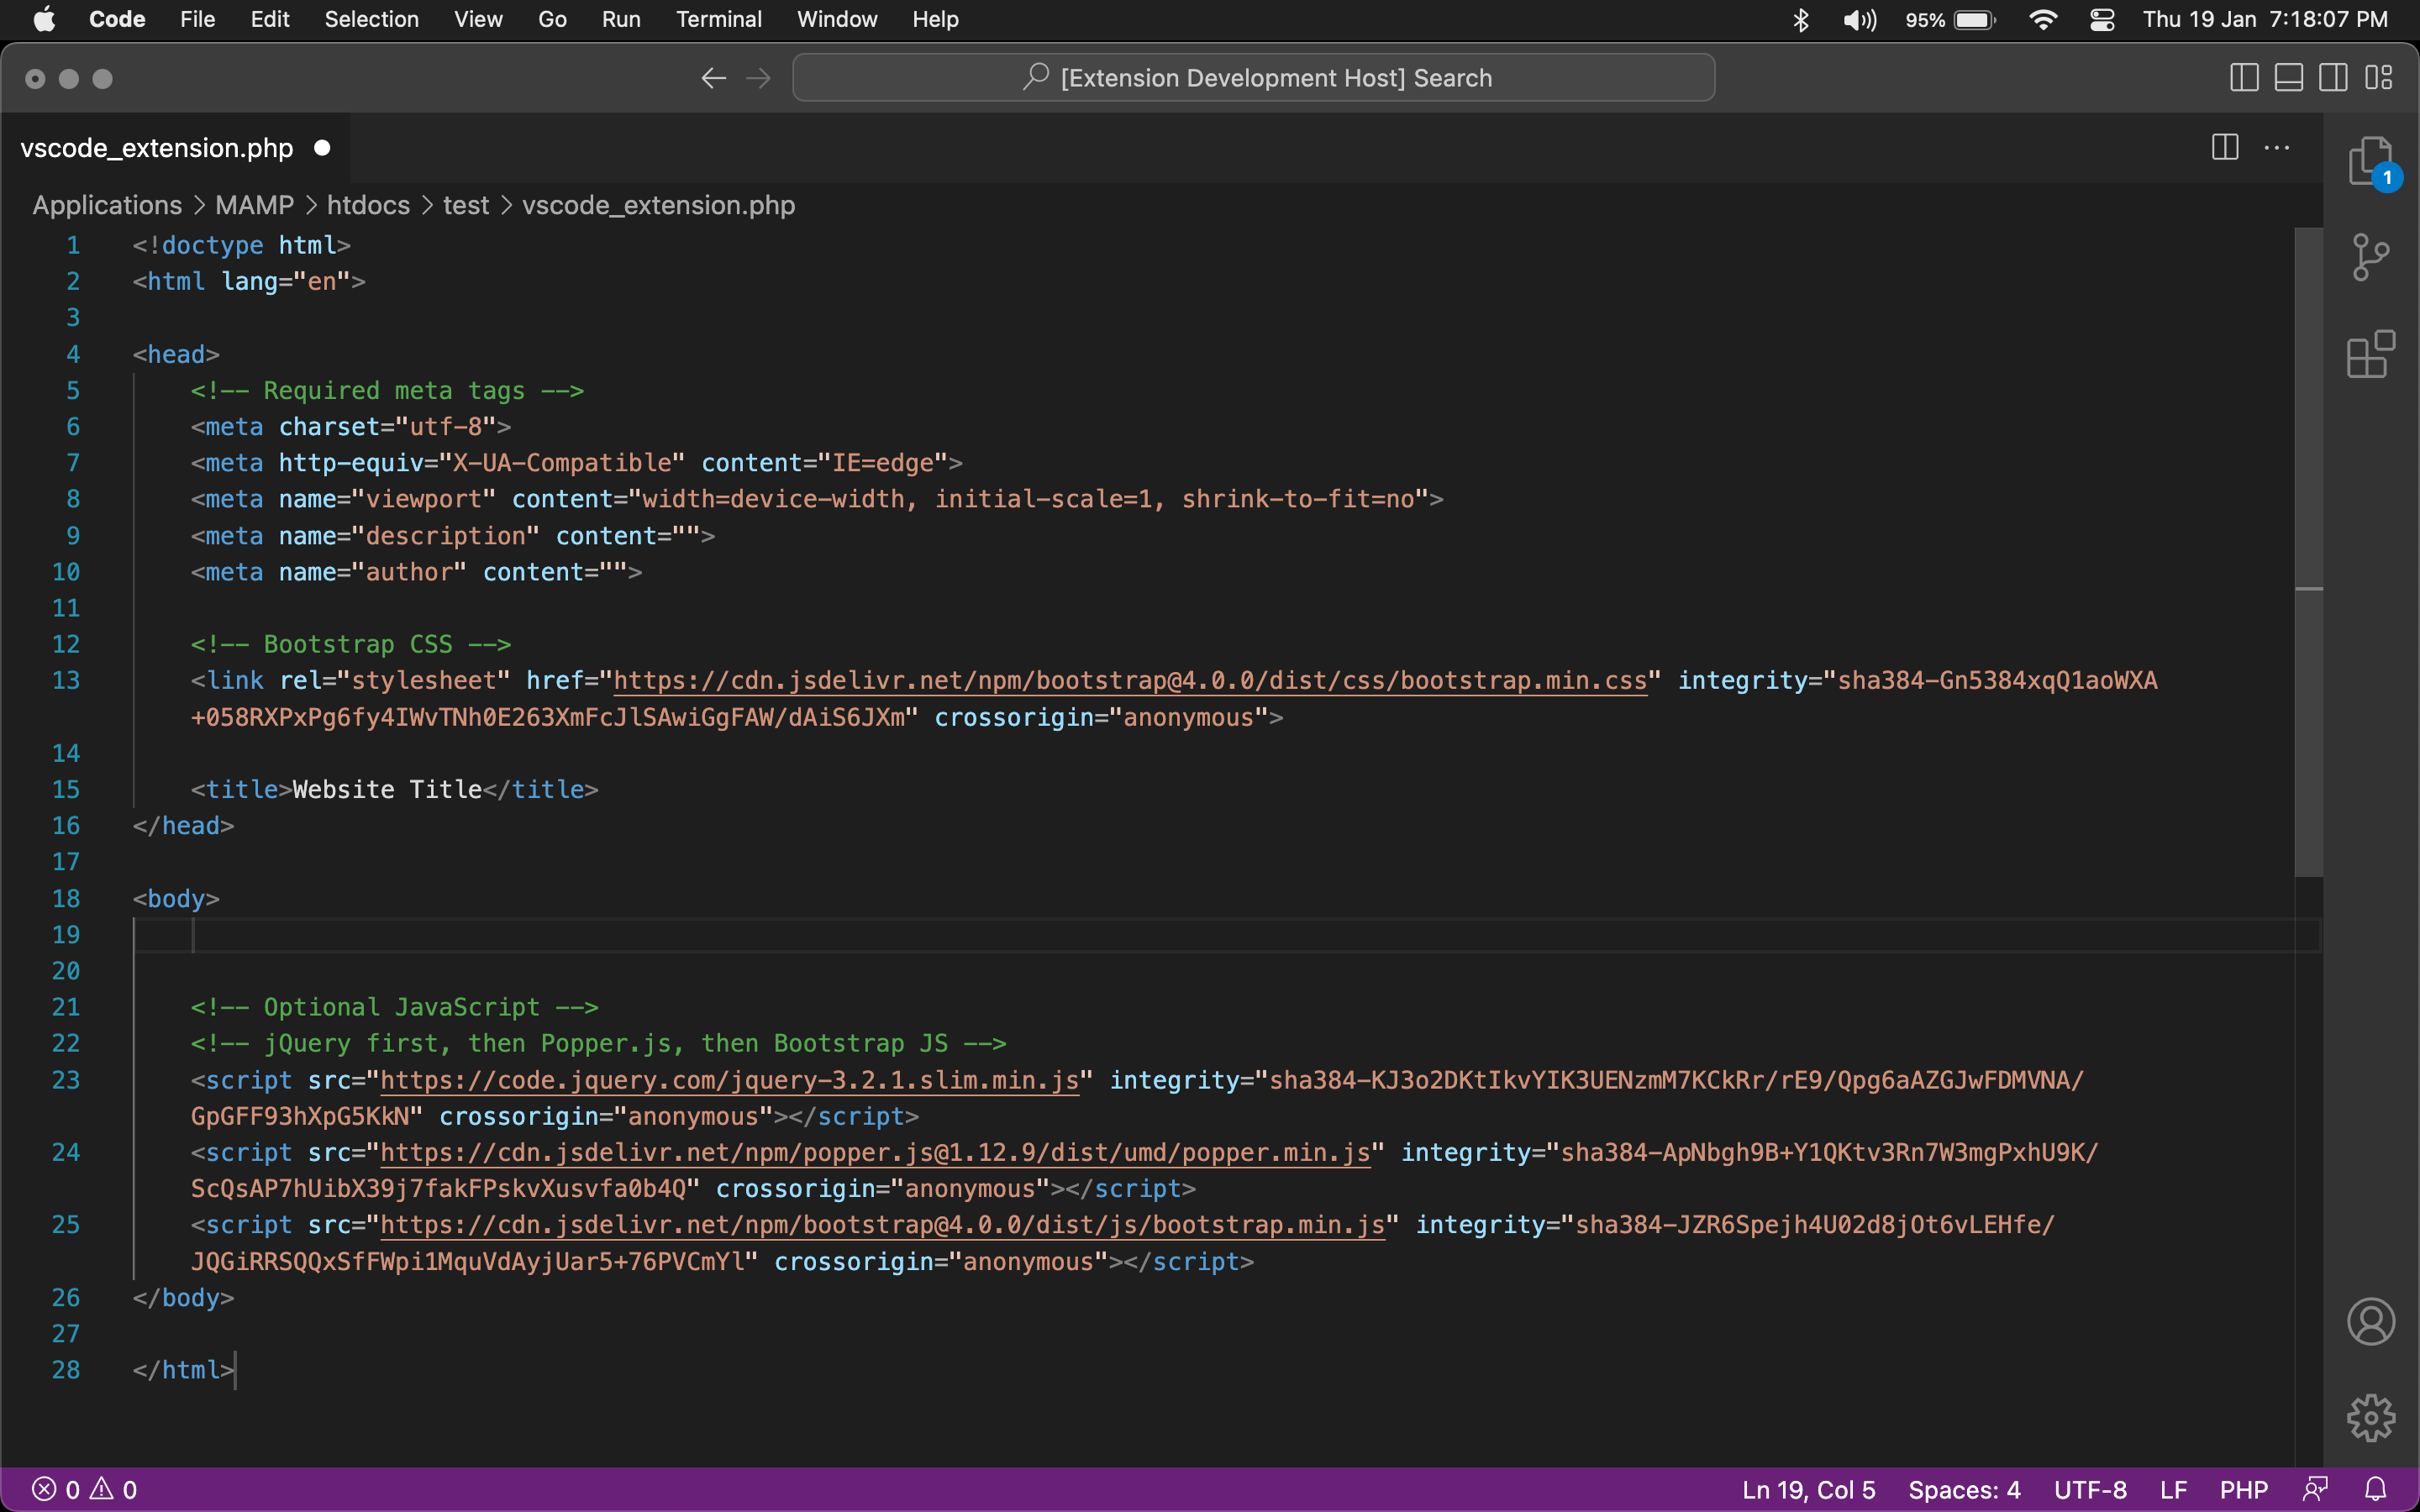 Code File Edit Selection View Go Run Terminal Window Help 95% Thu 19 Jan 7:18:07 PM
[Extension Development Host] Search
vscode_extension.php
1
Applications > MAMP > htdocs > test > vscode_extension.php
1 <!doctype html>
2 <html lang="en">
3
4 <head>
5 <!-- Required meta tags -->
6 <meta charset="utf-8">
7 <meta http-equiv="X-UA-Compatible" content="IE=edge">
8 <meta name="viewport" content="width=device-width, initial-scale=1, shrink-to-fit=no">
9 <meta name="description" content="">
10 <meta name="author" content="">
11
12 <!-- Bootstrap CSS -->
13 <link rel="stylesheet" href="https://cdn.jsdelivr.net/npm/bootstrap@4.0.0/dist/css/bootstrap.min.css" integrity="sha384-Gn5384xqQ1aoWXA
+058RXPxPg6fy4IWvTNh0E263XmFcJlSAwiGgFAW/dAiS6JXm" crossorigin="anonymous">
14
15 <title>Website Title</title>
16 </head>
17
18 <body>
19
20
21 <!-- Optional JavaScript -->
22 <!-- jQuery first, then Popper.js, then Bootstrap JS -->
23 <script src="https://code.jquery.com/jquery-3.2.1.slim.min.js" integrity="sha384-KJ3o2DKtIkvYIK3UENzmM7KCkRr/rE9/Qpg6aAZGJwFDMVNA/
GpGFF93hXpG5KkN" crossorigin="anonymous"></script>
24 <script src="https://cdn.jsdelivr.net/npm/popper.js@1.12.9/dist/umd/popper.min.js" integrity="sha384-ApNbgh9B+Y1QKtv3Rn7W3mgPxhU9K/
ScQsAP7hUibX39j7fakFPskvXusvfa0b4Q" crossorigin="anonymous"></script>
25 <script src="https://cdn.jsdelivr.net/npm/bootstrap@4.0.0/dist/js/bootstrap.min.js" integrity="sha384-JZR6Spejh4U02d8jOt6vLEHfe/
JQGiRRSQQxSfFWpi1MquVdAyjUar5+76PVCmYl" crossorigin="anonymous"></script>
26 </body>
27
28 </html>
0 0 Ln 19, Col 5 Spaces: 4 UTF-8 LF PHP